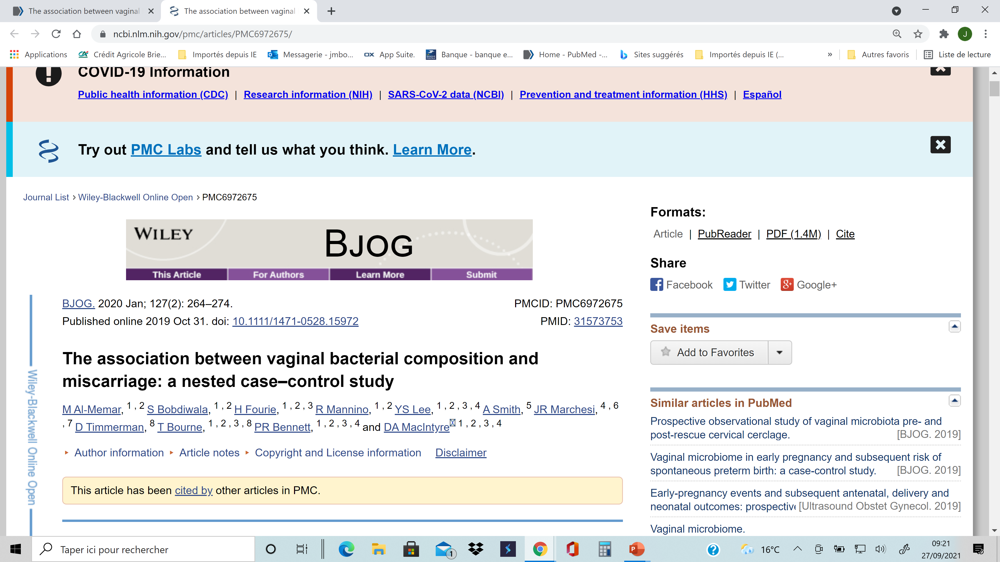 The association between vaginal
The association between vaginal
ncbi.nlm.nih.gov/pmc/articles/PMC6972675/
J
Applications
Crédit Agricole Brie...
Importés depuis IE
Messagerie - jmbo...
OX App Suite.
Banque - banque e...
Home - PubMed -...
Sites suggérés
Importés depuis IE (...
»
Autres favoris
Liste de lecture
COVID-19 Information
Public health information (CDC) | Research information (NIH) | SARS-CoV-2 data (NCBI) | Prevention and treatment information (HHS) | Español
Try out PMC Labs and tell us what you think. Learn More.
Journal List > Wiley-Blackwell Online Open > PMC6972675
WILEY
BJOG
This Article
For Authors
Learn More
Submit
BJOG. 2020 Jan; 127(2): 264–274.
PMCID: PMC6972675
Published online 2019 Oct 31. doi: 10.1111/1471-0528.15972
PMID: 31573753
The association between vaginal bacterial composition and
miscarriage: a nested case–control study
M Al-Memar, 1 , 2 S Bobdiwala, 1 , 2 H Fourie, 1 , 2 , 3 R Mannino, 1 , 2 YS Lee, 1 , 2 , 3 , 4 A Smith, 5 JR Marchesi, 4 , 6
, 7 D Timmerman, 8 T Bourne, 1 , 2 , 3 , 8 PR Bennett, 1 , 2 , 3 , 4 and DA MacIntyre 1 , 2 , 3 , 4
Author information
Article notes
Copyright and License information
Disclaimer
This article has been cited by other articles in PMC.
Wiley-Blackwell Online Open
Formats:
Article | PubReader | PDF (1.4M) | Cite
Share
Facebook
Twitter
Google+
Save items
Add to Favorites
Similar articles in PubMed
Prospective observational study of vaginal microbiota pre- and
post-rescue cervical cerclage. [BJOG. 2019]
Vaginal microbiome in early pregnancy and subsequent risk of
spontaneous preterm birth: a case-control study. [BJOG. 2019]
Early-pregnancy events and subsequent antenatal, delivery and
neonatal outcomes: prospective [Ultrasound Obstet Gynecol. 2019]
Vaginal microbiome.
Taper ici pour rechercher
1
16°C
09:21
27/09/2021